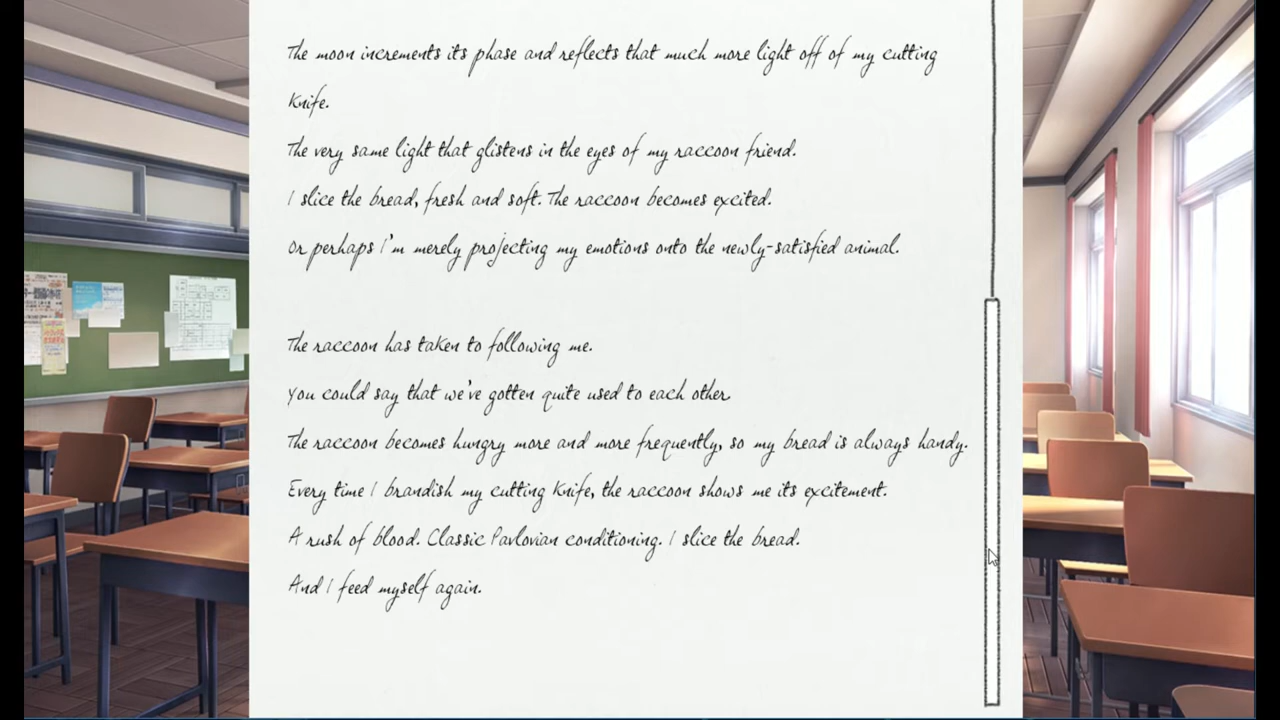 The moon increments its phase and reflects that much more light off of my cutting
knife.
The very same light that glistens in the eyes of my raccoon friend.
I slice the bread, fresh and soft. The raccoon becomes excited.
Or perhaps I'm merely projecting my emotions onto the newly-satisfied animal.
The raccoon has taken to following me.
You could say that we've gotten quite used to each other.
The raccoon becomes hungry more and more frequently, so my bread is always handy.
Every time I brandish my cutting knife, the raccoon shows me its excitement.
A rush of blood. Classic Pavlovian conditioning. I slice the bread.
And I feed myself again.